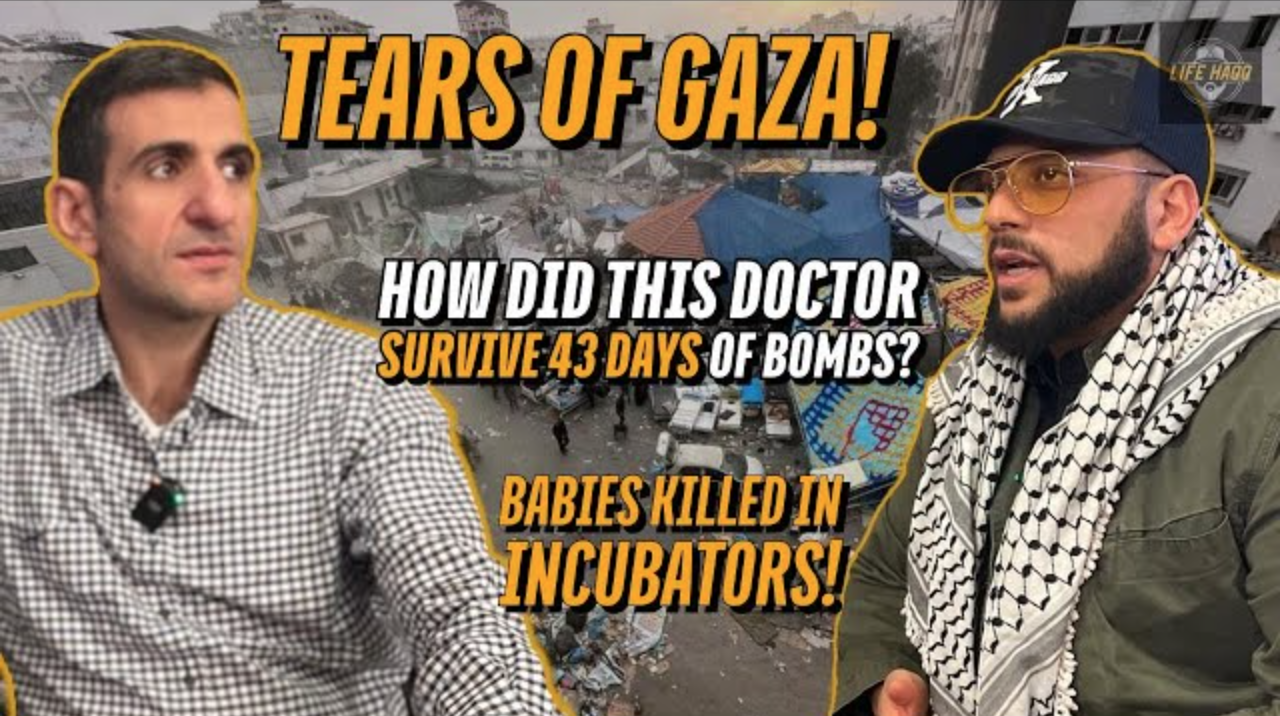 TEARS OF GAZA!
LIFE HAQQ
HOW DID THIS DOCTOR
SURVIVE 43 DAYS OF BOMBS?
BABIES KILLED IN
INCUBATORS!